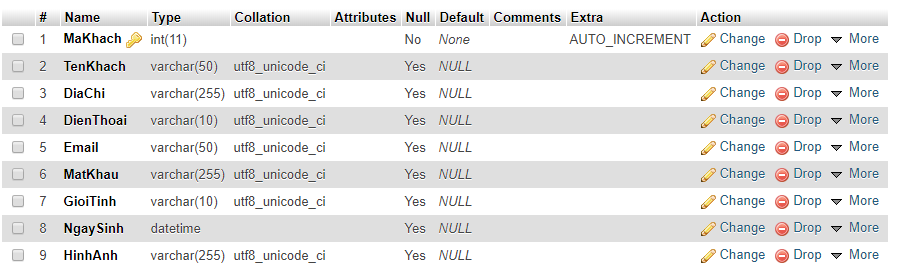 # Name Type Collation Attributes Null Default Comments Extra Action
1 MaKhach int(11) No None AUTO_INCREMENT Change Drop More
2 TenKhach varchar(50) utf8_unicode_ci Yes NULL Change Drop More
3 DiaChi varchar(255) utf8_unicode_ci Yes NULL Change Drop More
4 DienThoai varchar(10) utf8_unicode_ci Yes NULL Change Drop More
5 Email varchar(50) utf8_unicode_ci Yes NULL Change Drop More
6 MatKhau varchar(255) utf8_unicode_ci Yes NULL Change Drop More
7 GioiTinh varchar(10) utf8_unicode_ci Yes NULL Change Drop More
8 NgaySinh datetime Yes NULL Change Drop More
9 HinhAnh varchar(255) utf8_unicode_ci Yes NULL Change Drop More